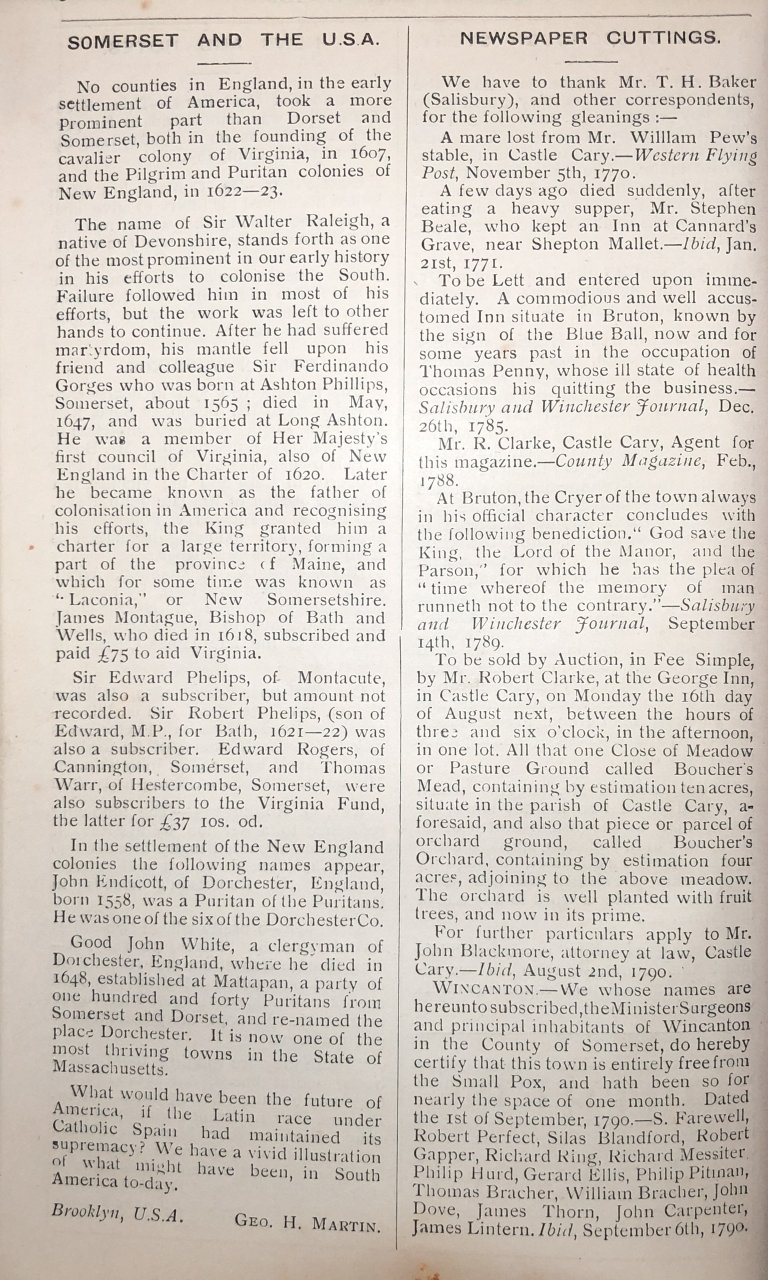 SOMERSET AND THE U.S.A.
No counties in England, in the early
settlement of America, took a more
prominent part than Dorset and
Somerset, both in the founding of the
cavalier colony of Virginia, in 1607,
and the Pilgrim and Puritan colonies of
New England, in 1622—23.
The name of Sir Walter Raleigh, a
native of Devonshire, stands forth as one
of the most prominent in our early history
in his efforts to colonise the South.
Failure followed him in most of his
efforts, but the work was left to other
hands to continue. After he had suffered
martyrdom, his mantle fell upon his
friend and colleague Sir Ferdinando
Gorges who was born at Ashton Phillips,
Somerset, about 1565 ; died in May,
1647, and was buried at Long Ashton.
He was a member of Her Majesty's
first council of Virginia, also of New
England in the Charter of 1620. Later
he became known as the father of
colonisation in America and recognising
his efforts, the King granted him a
charter for a large territory, forming a
part of the province of Maine, and
which for some time was known as
"Laconia," or New Somersetshire.
James Montague, Bishop of Bath and
Wells, who died in 1618, subscribed and
paid £75 to aid Virginia.
Sir Edward Phelips, of Montacute,
was also a subscriber, but amount not
recorded. Sir Robert Phelips, (son of
Edward, M.P., for Bath, 1621—22) was
also a subscriber. Edward Rogers, of
Cannington, Somerset, and Thomas
Warr, of Hestercombe, Somerset, were
also subscribers to the Virginia Fund,
the latter for £37 10s. od.
In the settlement of the New England
colonies the following names appear,
John Endicott, of Dorchester, England,
born 1558, was a Puritan of the Puritans.
He was one of the six of the Dorchester Co.
Good John White, a clergyman of
Dorchester, England, where he died in
1648, established at Mattapan, a party of
one hundred and forty Puritans from
Somerset and Dorset, and re-named the
place Dorchester. It is now one of the
most thriving towns in the State of
Massachusetts.
What would have been the future of
America, if the Latin race under
Catholic Spain had maintained its
supremacy? We have a vivid illustration
of what might have been, in South
America to-day.
Brooklyn, U.S.A. GEO. H. MARTIN.
NEWSPAPER CUTTINGS.
We have to thank Mr. T. H. Baker
(Salisbury), and other correspondents,
for the following gleanings :—
A mare lost from Mr. Willlam Pew's
stable, in Castle Cary.—Western Flying
Post, November 5th, 1770.
A few days ago died suddenly, after
eating a heavy supper, Mr. Stephen
Beale, who kept an Inn at Cannard's
Grave, near Shepton Mallet.—Ibid, Jan.
21st, 1771.
To be Lett and entered upon imme-
diately. A commodious and well accus-
tomed Inn situate in Bruton, known by
the sign of the Blue Ball, now and for
some years past in the occupation of
Thomas Penny, whose ill state of health
occasions his quitting the business.—
Salisbury and Winchester Journal, Dec.
26th, 1785.
Mr. R. Clarke, Castle Cary, Agent for
this magazine.—County Magazine, Feb.,
1788.
At Bruton, the Cryer of the town always
in his official character concludes with
the following benediction. "God save the
King, the Lord of the Manor, and the
Parson," for which he has the plea of
"time whereof the memory of man
runneth not to the contrary."—Salisbury
and Winchester Journal, September
14th, 1789.
To be sold by Auction, in Fee Simple,
by Mr. Robert Clarke, at the George Inn,
in Castle Cary, on Monday the 16th day
of August next, between the hours of
three and six o'clock, in the afternoon,
in one lot. All that one Close of Meadow
or Pasture Ground called Boucher's
Mead, containing by estimation ten acres,
situate in the parish of Castle Cary, a-
foresaid, and also that piece or parcel of
orchard ground, called Boucher's
Orchard, containing by estimation four
acres, adjoining to the above meadow.
The orchard is well planted with fruit
trees, and now in its prime.
For further particulars apply to Mr.
John Blackmore, attorney at law, Castle
Cary.—Ibid, August 2nd, 1790.
WINCANTON.—We whose names are
hereunto subscribed, the Minister Surgeons
and principal inhabitants of Wincanton
in the County of Somerset, do hereby
certify that this town is entirely free from
the Small Pox, and hath been so for
nearly the space of one month. Dated
the 1st of September, 1790.—S. Farewell,
Robert Perfect, Silas Blandford, Robert
Gapper, Richard Ring, Richard Messiter.
Philip Hurd, Gerard Ellis, Philip Pitman,
Thomas Bracher, William Bracher, John
Dove, James Thorn, John Carpenter,
James Lintern. Ibid, September 6th, 1790.